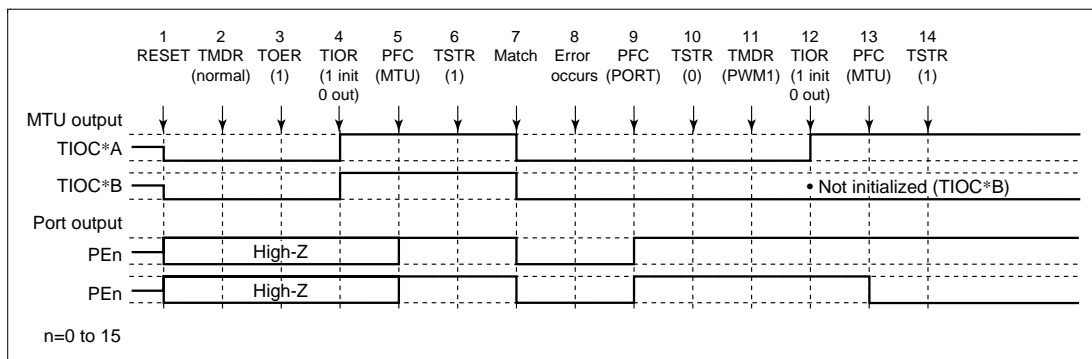 1 2 3 4 5 6 7 8 9 10 11 12 13 14
RESET TMDR TOER TIOR PFC TSTR Match Error PFC TSTR TMDR TIOR PFC TSTR
(normal) (1) (1 init (MTU) (1) occurs (PORT) (0) (PWM1) (1 init (MTU) (1)
0 out) 0 out)
MTU output
TIOC*A
TIOC*B • Not initialized (TIOC*B)
Port output
PEn High-Z
PEn High-Z
n=0 to 15